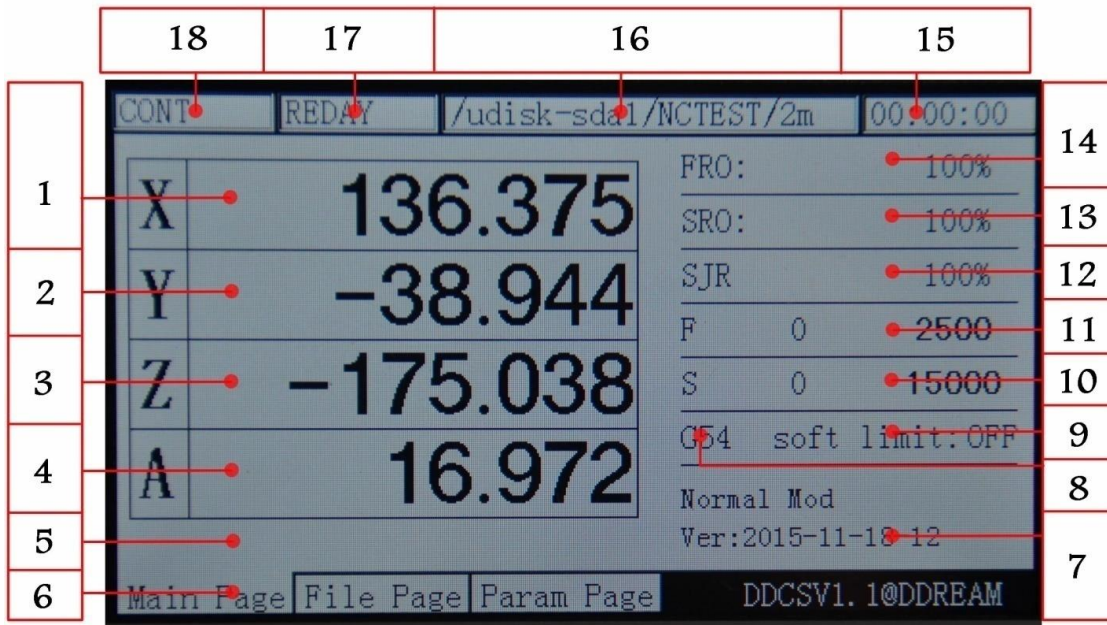 18 17 16 15
CONT REDAY /udisk-sda1/NCTEST/2m 00:00:00
14
FRO: 100%
1 X 136.375
SRO: 100% 13
SJR 100% 12
2 Y -38.944
F 0 2500 11
3 Z -175.038
S 0 15000 10
G54 soft limit:OFF 9
4 A 16.972
8
Normal Mod
5
Ver:2015-11-18-12
7
6 Main Page File Page Param Page DDCSV1.1@DDREAM